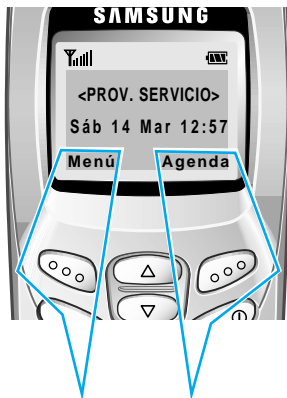 SAMSUNG
<PROV. SERVICIO>
Sáb 14 Mar 12:57
Menú Agenda